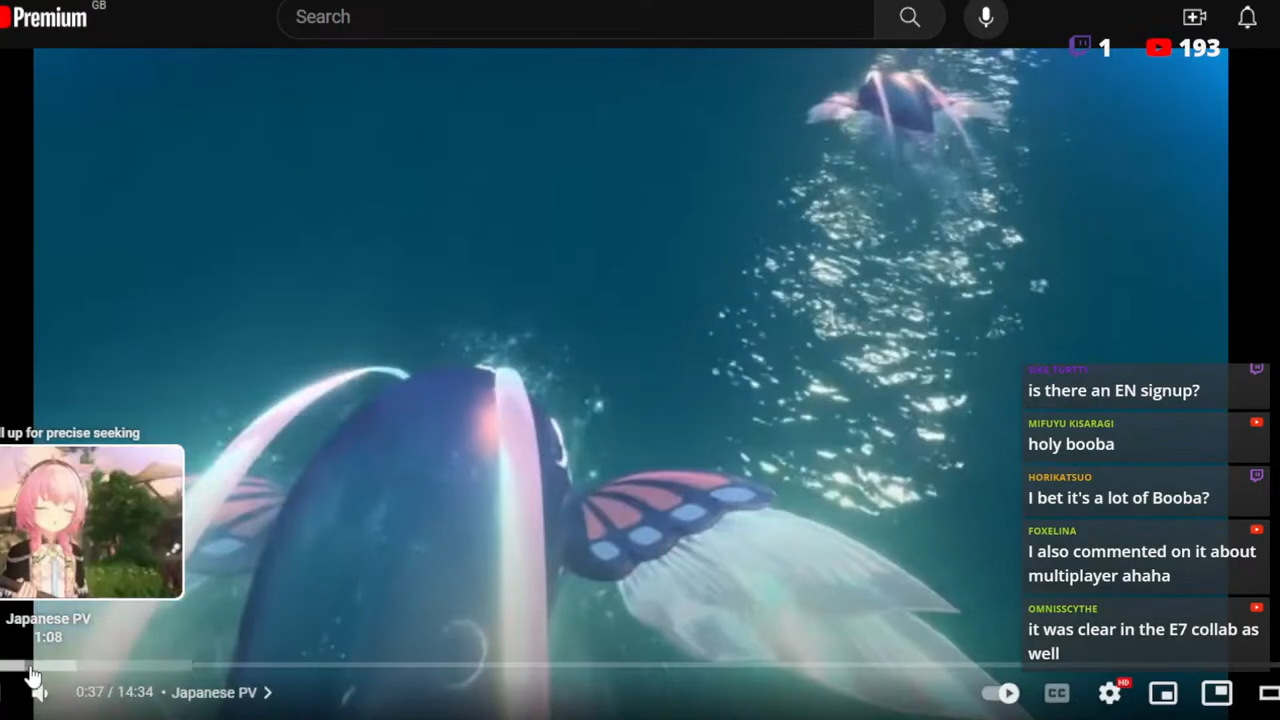 Premium GB
Search
1 193
is there an EN signup?
MIFUYU KISARAGI
holy booba
HORIKATSUO
I bet it's a lot of Booba?
FOXELINA
I also commented on it about
multiplayer ahaha
OMNISSCYTHE
it was clear in the E7 collab as
well
ll up for precise seeking
Japanese PV
1:08
0:37 / 14:34 • Japanese PV
CC
HD